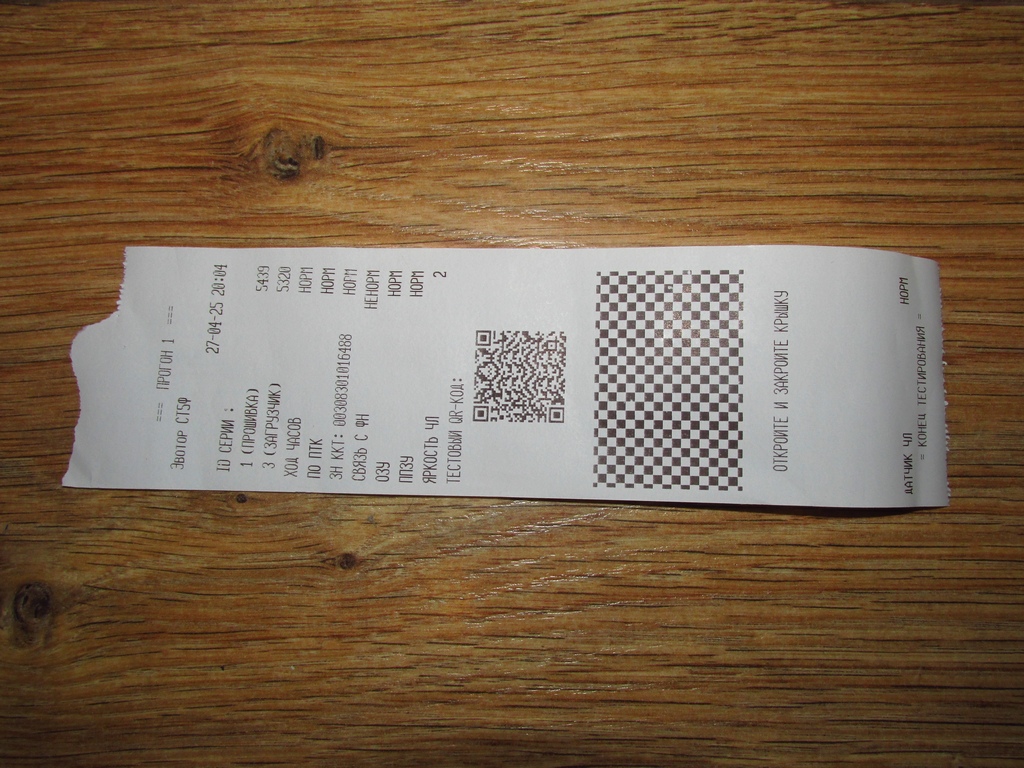 === ПРОГОН 1 ===
Эвотор СТ5Ф
27-04-25 20:04
ID СЕРИИ :
1 (ПРОШИВКА) 5439
3 (ЗАГРУЗЧИК) 5320
ХОД ЧАСОВ НОРМ
ПО ПТК НОРМ
ЗН ККТ: 00308301016488 НОРМ
СВЯЗЬ С ФН НЕНОРМ
ОЗУ НОРМ
ППЗУ НОРМ
ЯРКОСТЬ ЧЛ 2
ТЕСТОВЫЙ QR-КОД:
ОТКРОЙТЕ И ЗАКРОЙТЕ КРЫШКУ
ДАТЧИК ЧЛ НОРМ
= КОНЕЦ ТЕСТИРОВАНИЯ =